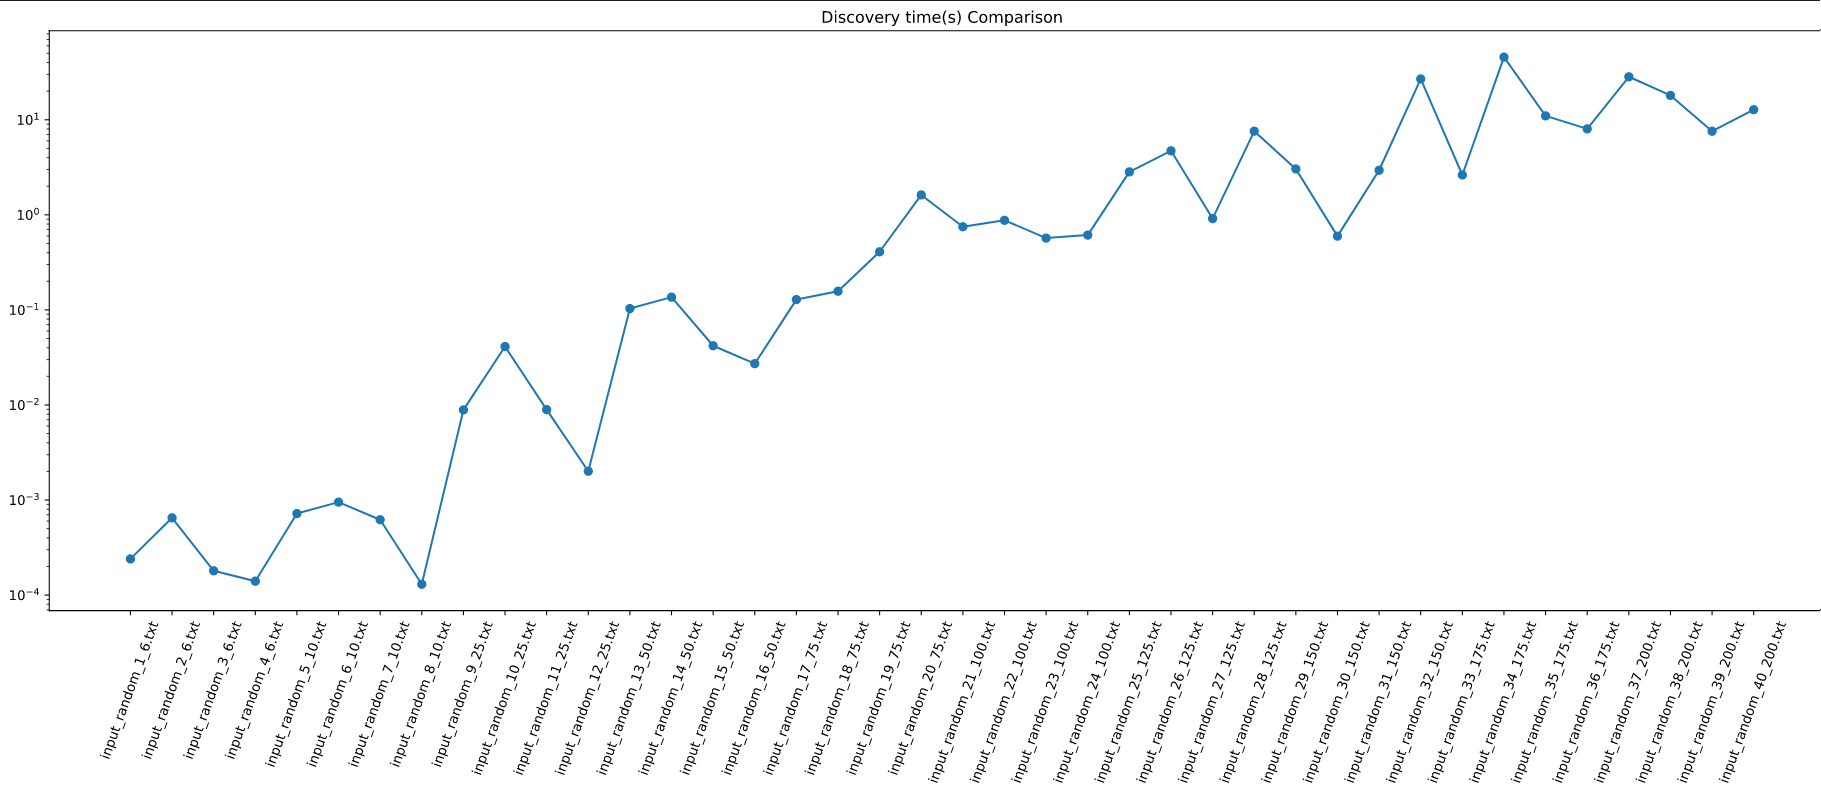 Discovery time(s) Comparison
10¹
10⁰
10⁻¹
10⁻²
10⁻³
10⁻⁴
input_random_1_6.txt
input_random_2_6.txt
input_random_3_6.txt
input_random_4_6.txt
input_random_5_10.txt
input_random_6_10.txt
input_random_7_10.txt
input_random_8_10.txt
input_random_9_25.txt
input_random_10_25.txt
input_random_11_25.txt
input_random_12_25.txt
input_random_13_50.txt
input_random_14_50.txt
input_random_15_50.txt
input_random_16_50.txt
input_random_17_75.txt
input_random_18_75.txt
input_random_19_75.txt
input_random_20_75.txt
input_random_21_100.txt
input_random_22_100.txt
input_random_23_100.txt
input_random_24_100.txt
input_random_25_125.txt
input_random_26_125.txt
input_random_27_125.txt
input_random_28_125.txt
input_random_29_150.txt
input_random_30_150.txt
input_random_31_150.txt
input_random_32_150.txt
input_random_33_175.txt
input_random_34_175.txt
input_random_35_175.txt
input_random_36_175.txt
input_random_37_200.txt
input_random_38_200.txt
input_random_39_200.txt
input_random_40_200.txt